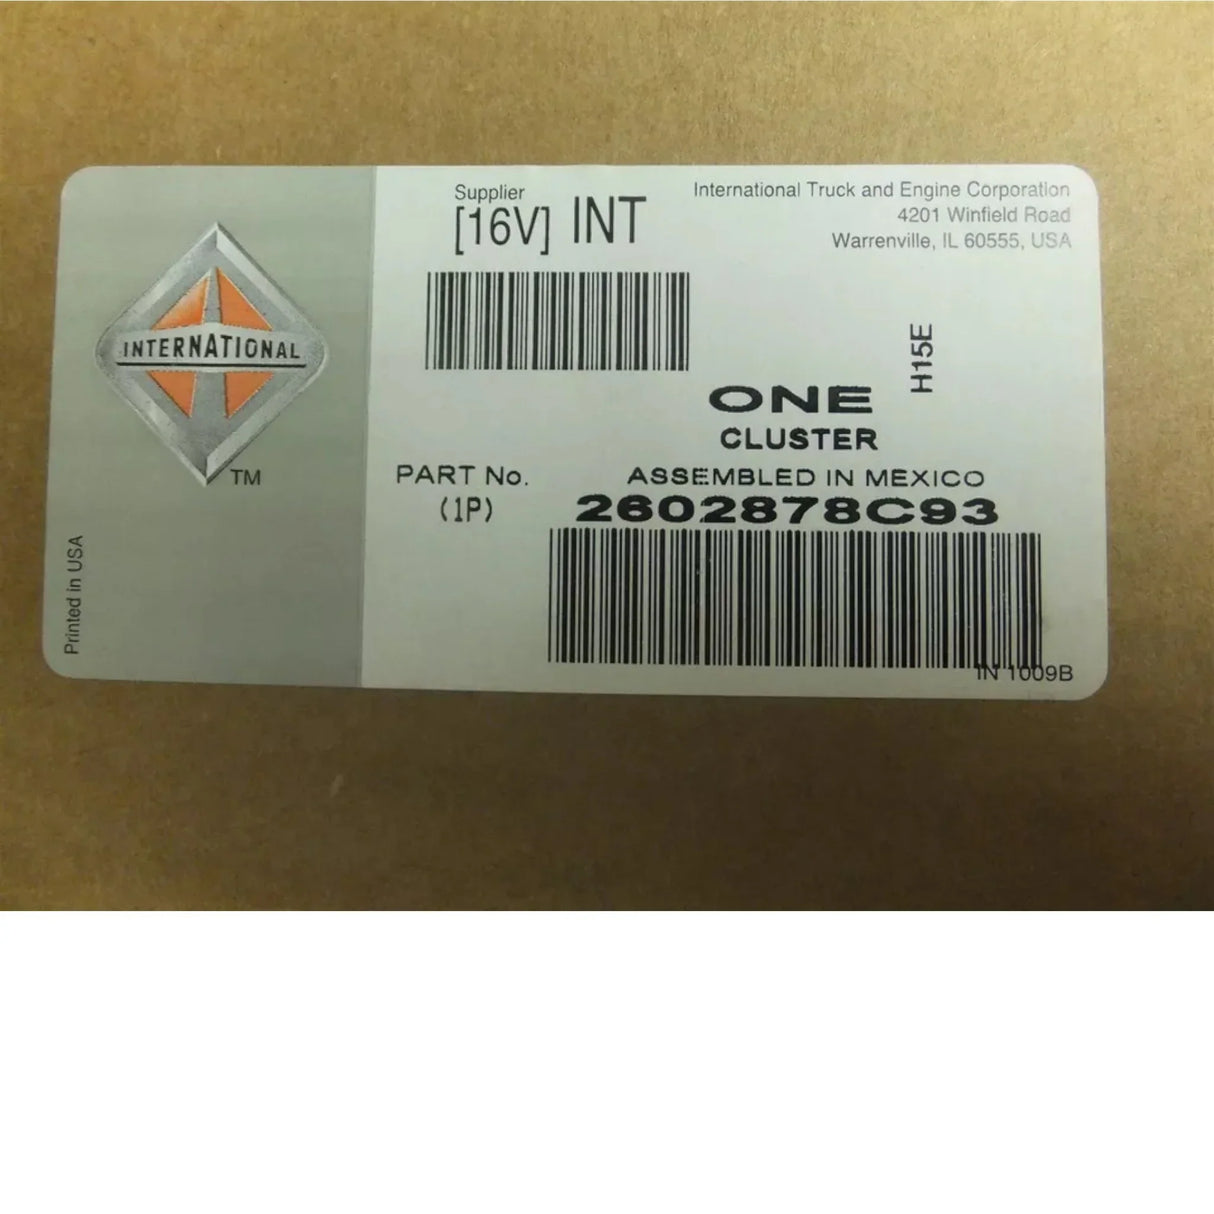 Supplier
[16V] INT
International Truck and Engine Corporation
4201 Winfield Road
Warrenville, IL 60555, USA
INTERNATIONAL
TM
H15E
ONE
CLUSTER
PART No.
(1P)
ASSEMBLED IN MEXICO
2602878C93
IN 1009B
Printed in USA